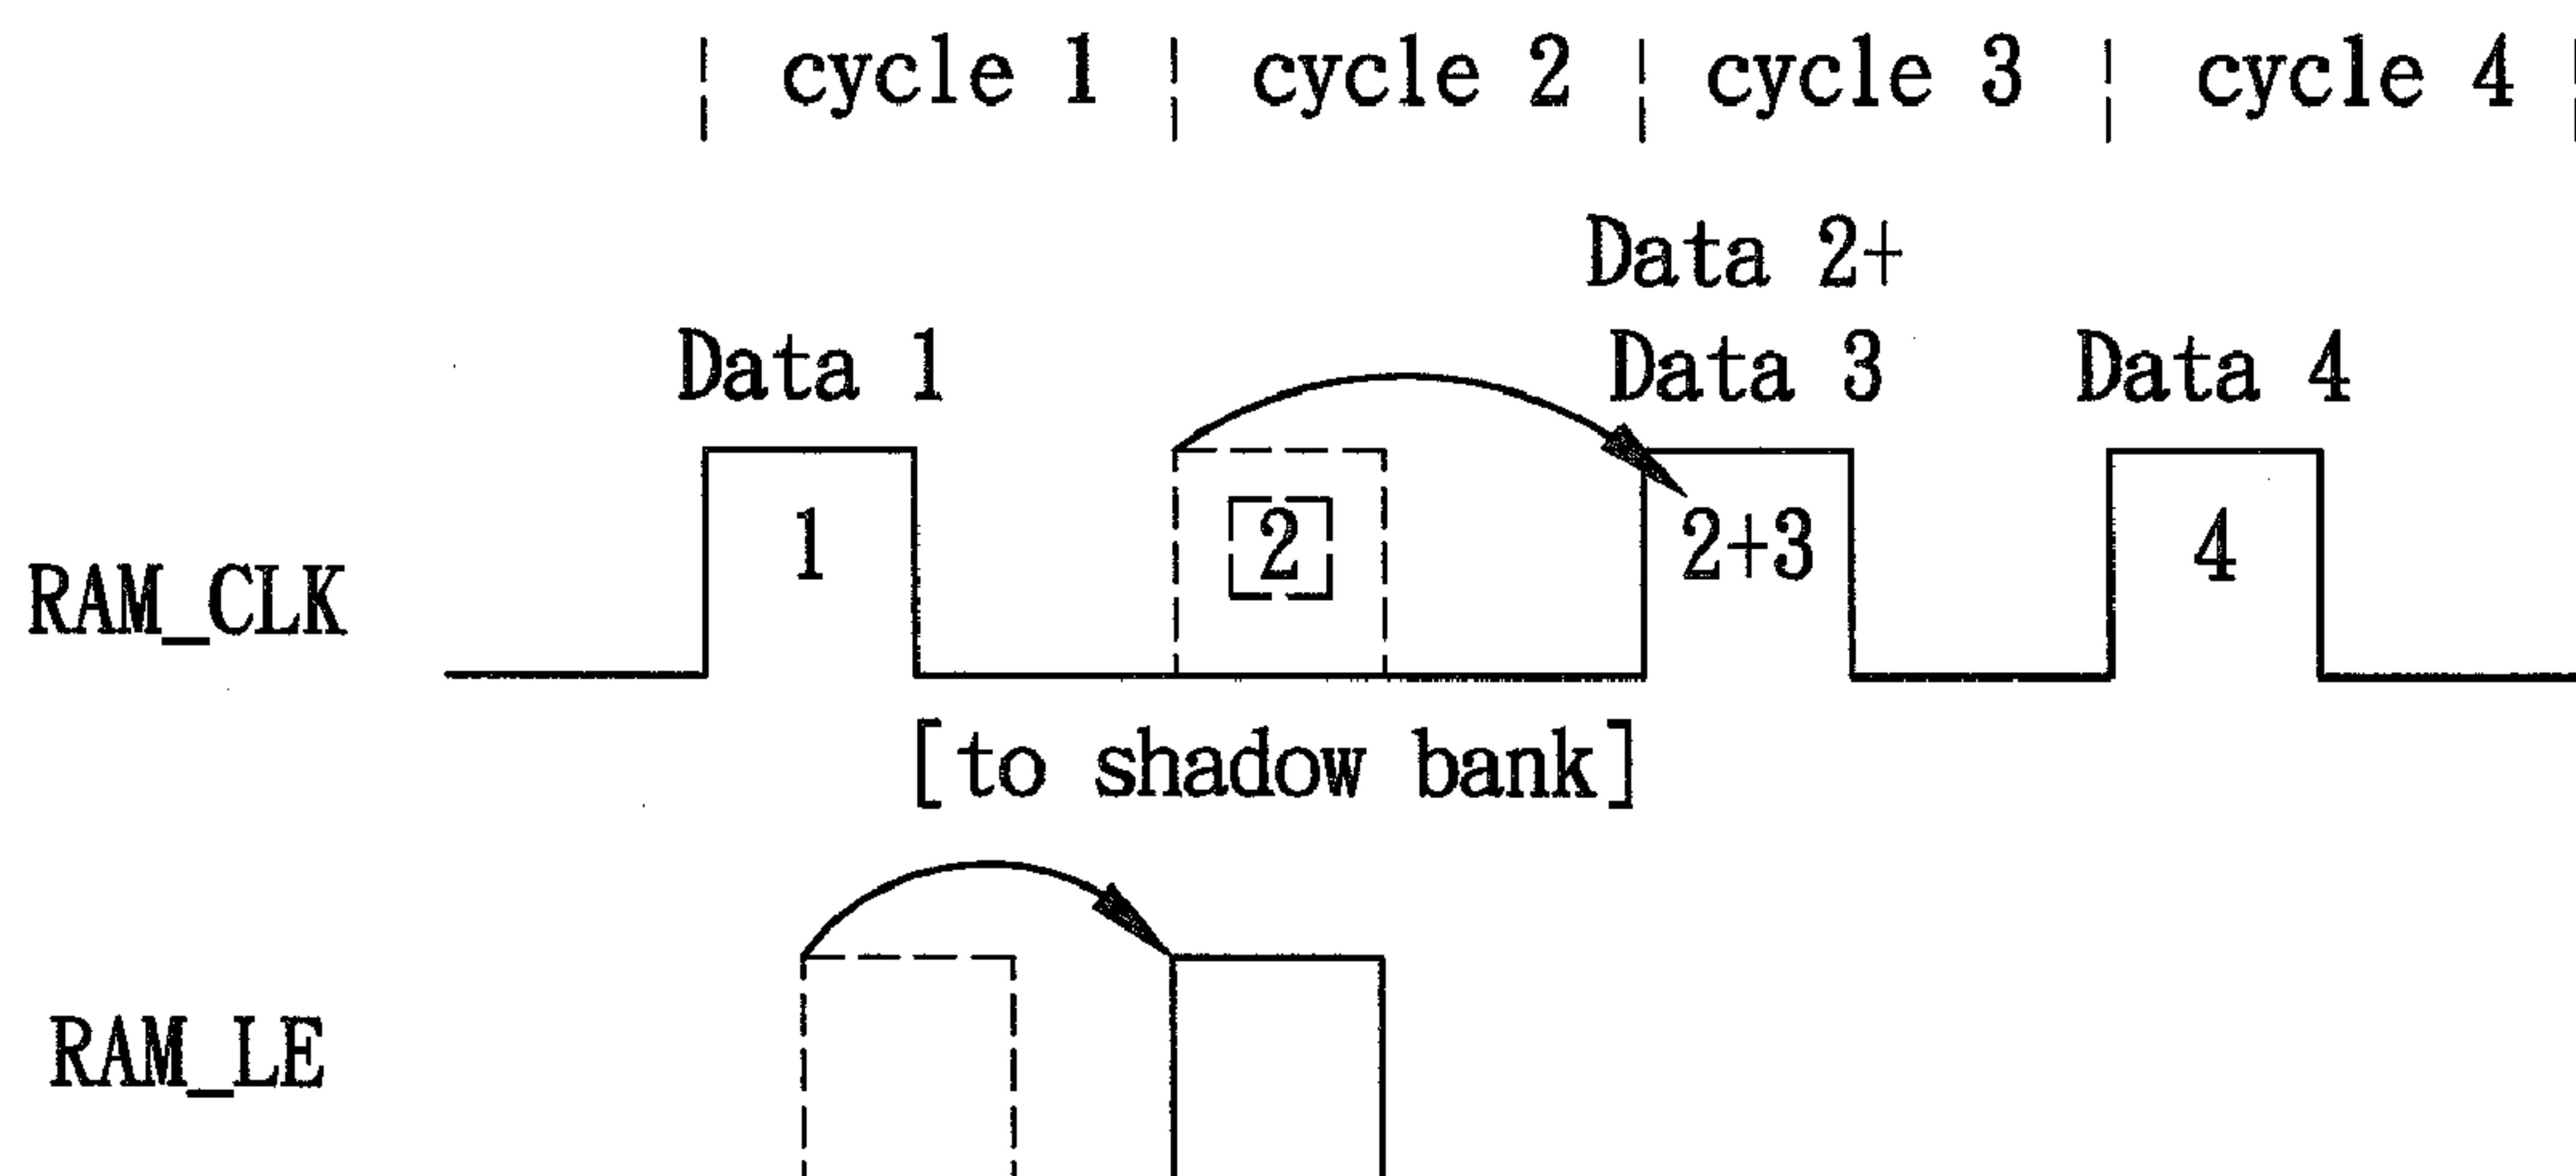 cycle 1 cycle 2 cycle 3 cycle 4
Data 2+
Data 1 Data 3 Data 4
1 2 2+3 4
RAM_CLK
[to shadow bank]
RAM_LE